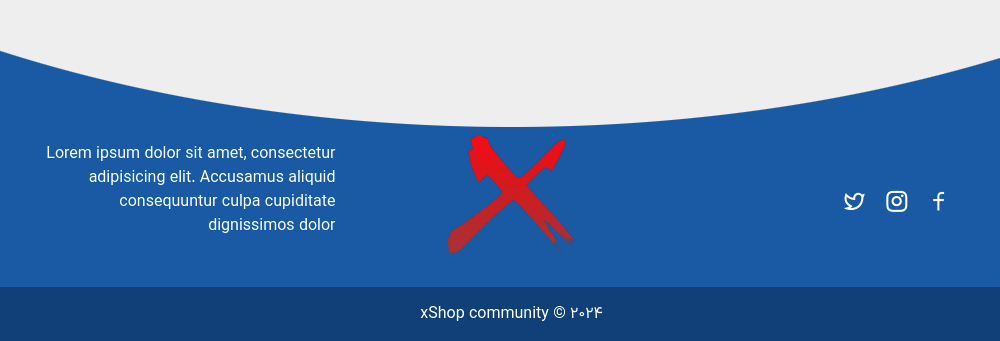 Lorem ipsum dolor sit amet, consectetur
adipisicing elit. Accusamus aliquid
consequuntur culpa cupiditate
dignissimos dolor
xShop community © ۲۰۲۴